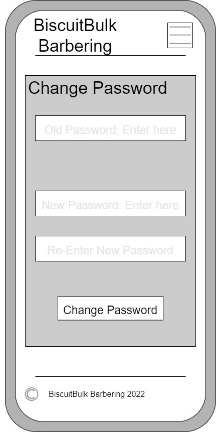 BiscuitBulk
Barbering
Change Password
Old Password: Enter here
New Password: Enter here
Re-Enter New Password
Change Password
© BiscuitBulk Barbering 2022